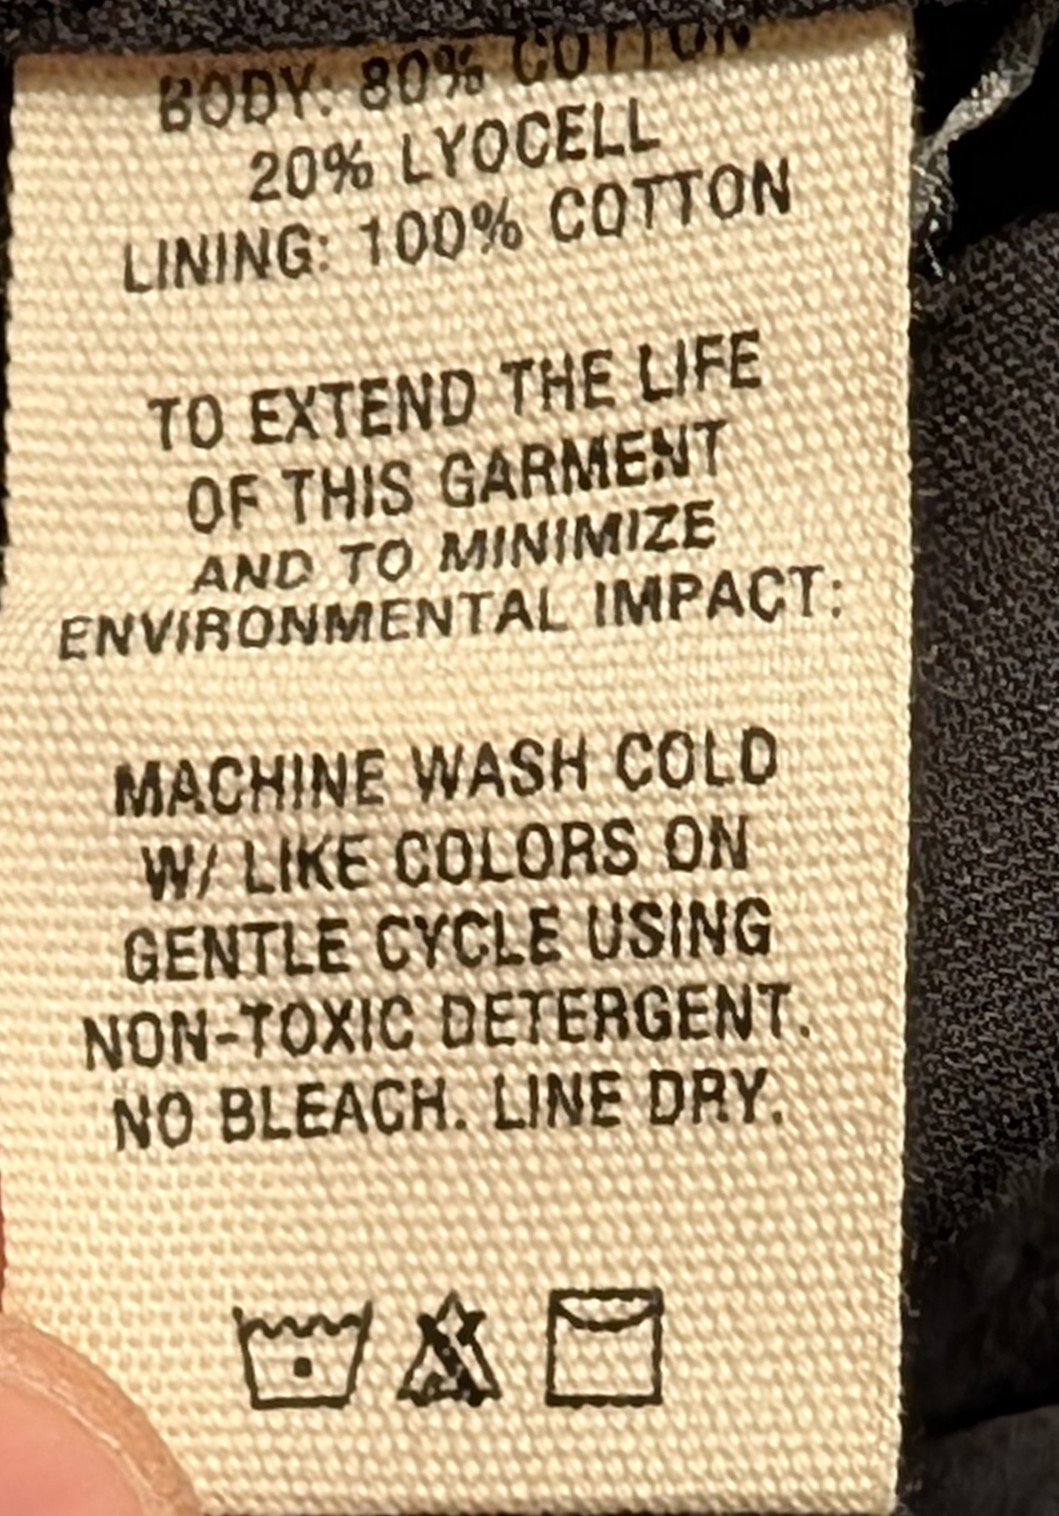 BODY: 80% COTTON
20% LYOCELL
LINING: 100% COTTON
TO EXTEND THE LIFE
OF THIS GARMENT
AND TO MINIMIZE
ENVIRONMENTAL IMPACT:
MACHINE WASH COLD
W/ LIKE COLORS ON
GENTLE CYCLE USING
NON-TOXIC DETERGENT.
NO BLEACH. LINE DRY.